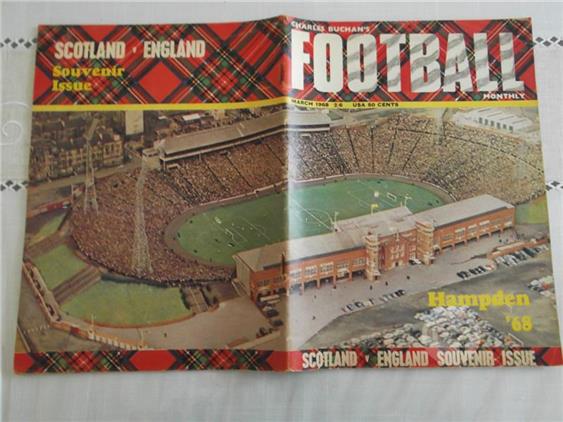 SCOTLAND v ENGLAND
Souvenir
Issue
CHARLES BUCHAN'S
FOOTBALL
MONTHLY
MARCH 1968 2/6 USA 50 CENTS
Hampden
'68
SCOTLAND v ENGLAND SOUVENIR ISSUE